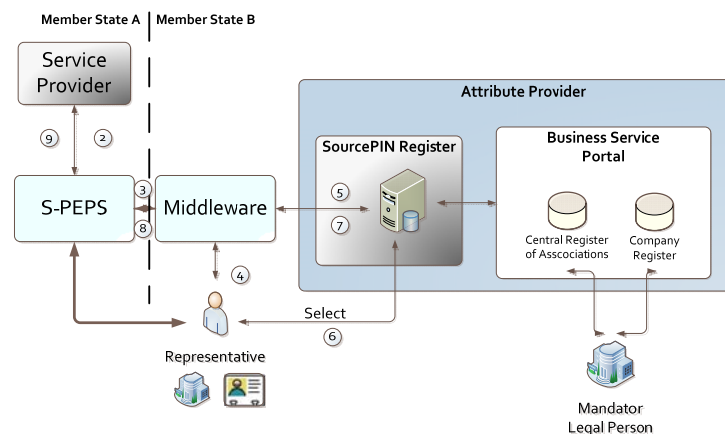 Member State A
Member State B
Service
Provider
Attribute Provider
9
2
SourcePIN Register
Business Service
Portal
S-PEPS
3
8
Middleware
5
7
Central Register
of Asscociations
Company
Register
4
Select
6
Representative
Mandator
Legal Person